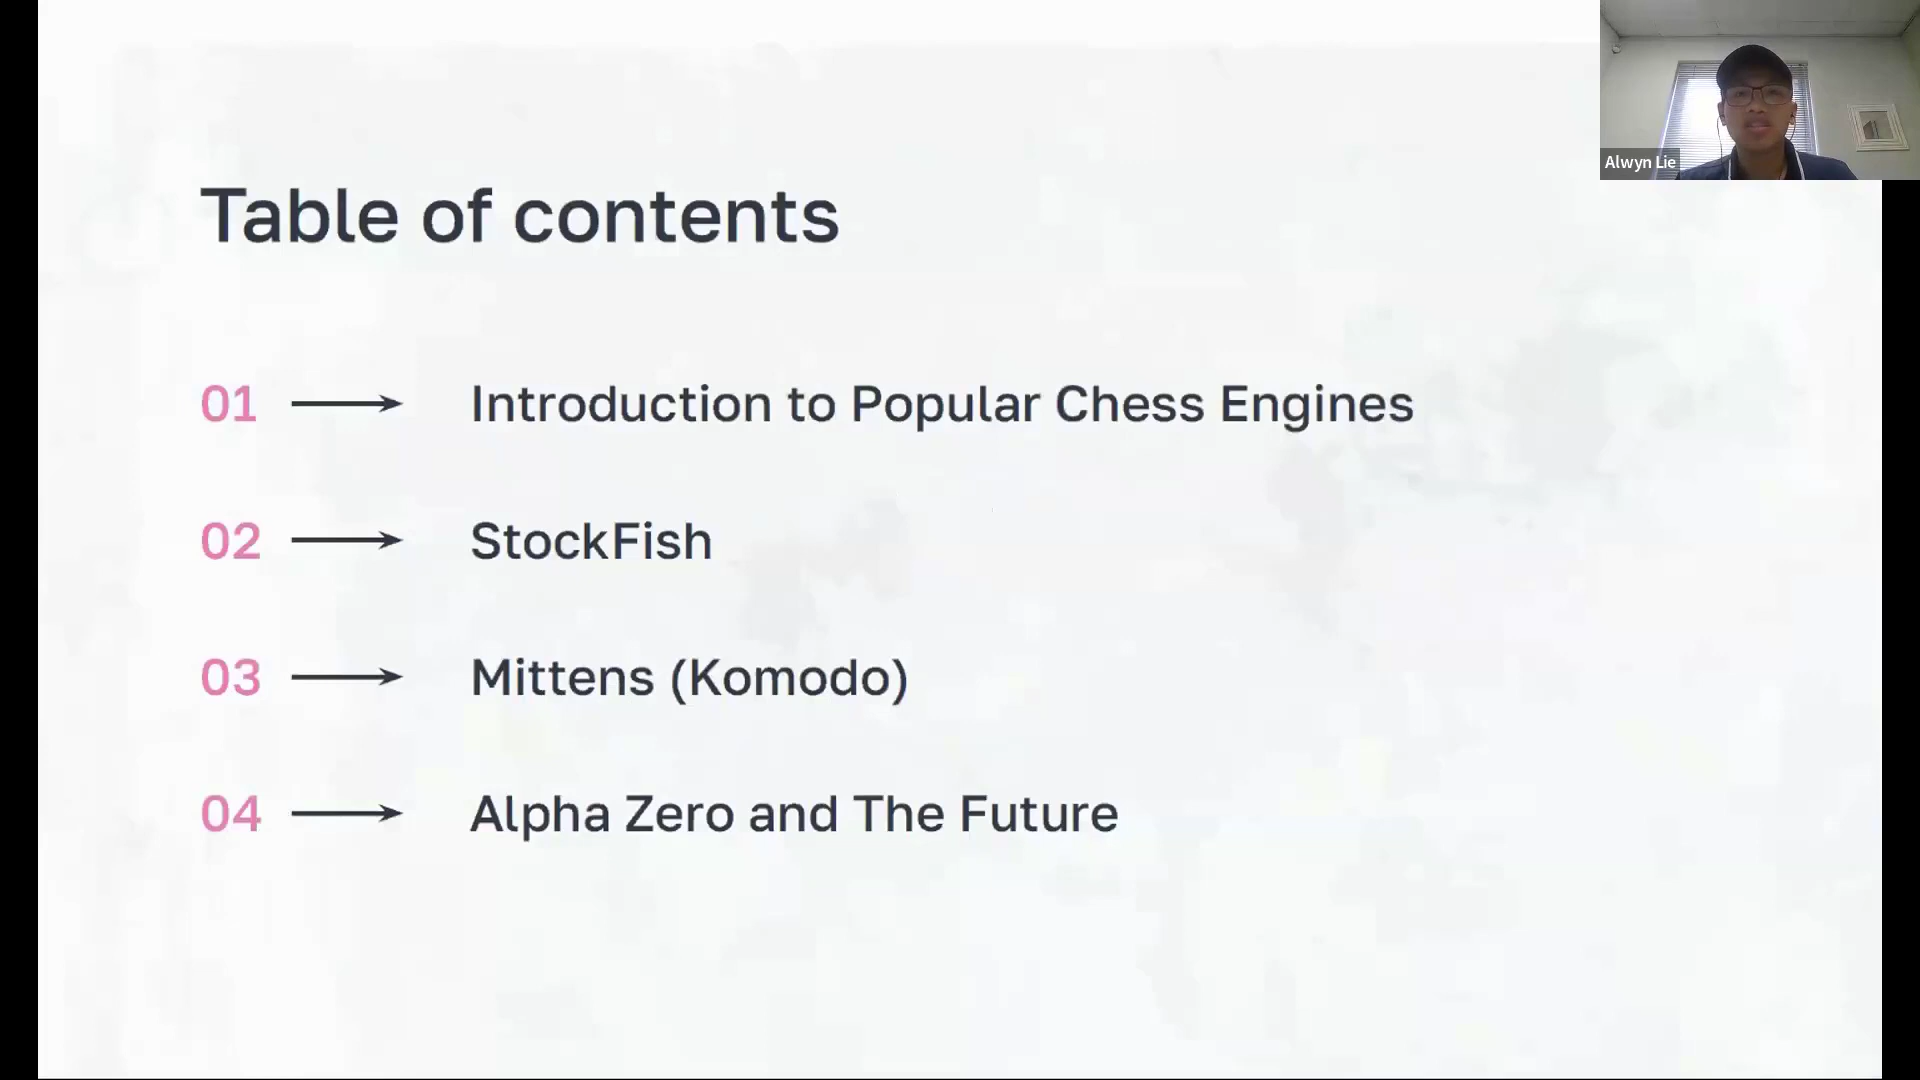 Table of contents
01 Introduction to Popular Chess Engines
02 StockFish
03 Mittens (Komodo)
04 Alpha Zero and The Future
Alwyn Lie